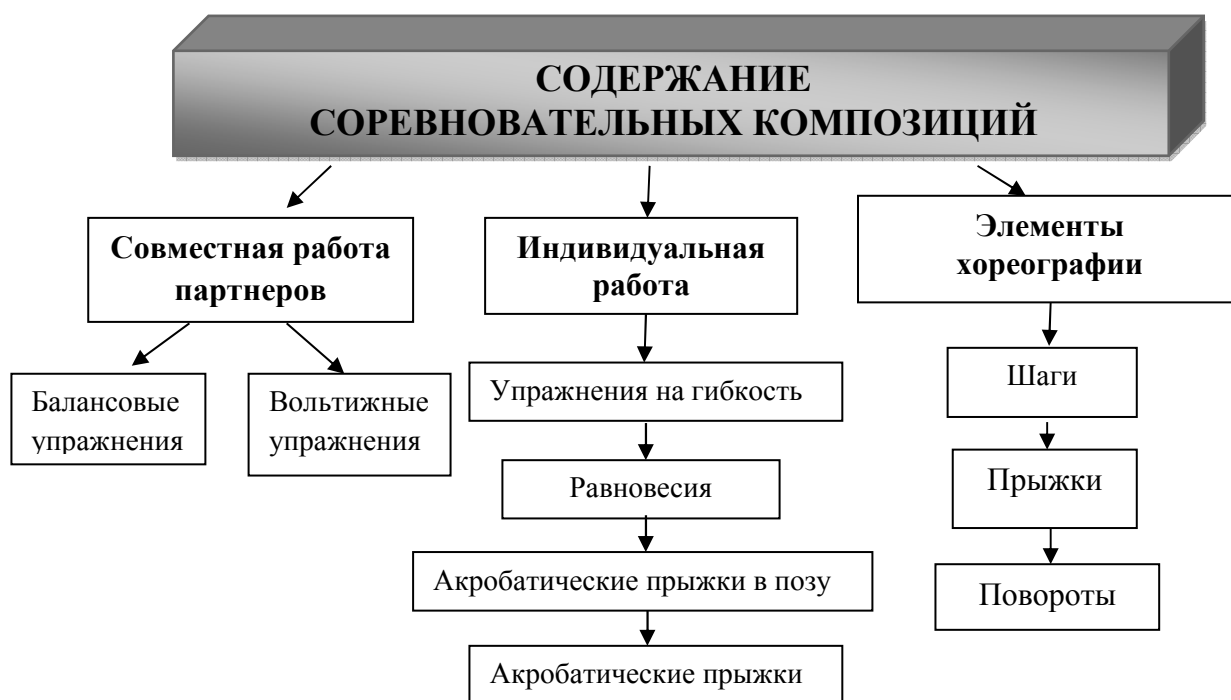 СОДЕРЖАНИЕ
СОРЕВНОВАТЕЛЬНЫХ КОМПОЗИЦИЙ
Совместная работа
партнеров
Индивидуальная
работа
Элементы
хореографии
Балансовые
упражнения
Вольтижные
упражнения
Упражнения на гибкость
Равновесия
Акробатические прыжки в позу
Акробатические прыжки
Шаги
Прыжки
Повороты